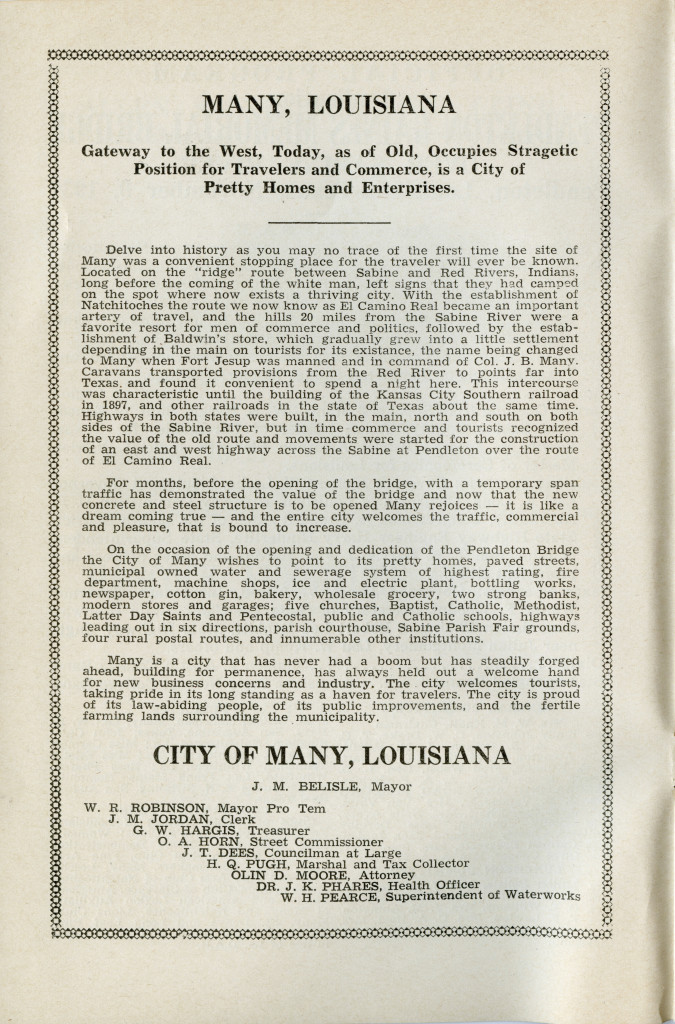 MANY, LOUISIANA
Gateway to the West, Today, as of Old, Occupies Stragetic
Position for Travelers and Commerce, is a City of
Pretty Homes and Enterprises.
Delve into history as you may no trace of the first time the site of
Many was a convenient stopping place for the traveler will ever be known.
Located on the "ridge" route between Sabine and Red Rivers, Indians,
long before the coming of the white man, left signs that they had camped
on the spot where now exists a thriving city. With the establishment of
Natchitoches the route we now know as El Camino Real became an important
artery of travel, and the hills 20 miles from the Sabine River were a
favorite resort for men of commerce and politics, followed by the estab-
lishment of Baldwin's store, which gradually grew into a little settlement
depending in the main on tourists for its existance, the name being changed
to Many when Fort Jesup was manned and in command of Col. J. B. Many.
Caravans transported provisions from the Red River to points far into
Texas, and found it convenient to spend a night here. This intercourse
was characteristic until the building of the Kansas City Southern railroad
in 1897, and other railroads in the state of Texas about the same time.
Highways in both states were built, in the main, north and south on both
sides of the Sabine River, but in time commerce and tourists recognized
the value of the old route and movements were started for the construction
of an east and west highway across the Sabine at Pendleton over the route
of El Camino Real.
For months, before the opening of the bridge, with a temporary span
traffic has demonstrated the value of the bridge and now that the new
concrete and steel structure is to be opened Many rejoices — it is like a
dream coming true — and the entire city welcomes the traffic, commercial
and pleasure, that is bound to increase.
On the occasion of the opening and dedication of the Pendleton Bridge
the City of Many wishes to point to its pretty homes, paved streets,
municipal owned water and sewerage system of highest rating, fire
department, machine shops, ice and electric plant, bottling works,
newspaper, cotton gin, bakery, wholesale grocery, two strong banks,
modern stores and garages; five churches, Baptist, Catholic, Methodist,
Latter Day Saints and Pentecostal, public and Catholic schools, highways
leading out in six directions, parish courthouse, Sabine Parish Fair grounds,
four rural postal routes, and innumerable other institutions.
Many is a city that has never had a boom but has steadily forged
ahead, building for permanence, has always held out a welcome hand
for new business concerns and industry. The city welcomes tourists,
taking pride in its long standing as a haven for travelers. The city is proud
of its law-abiding people, of its public improvements, and the fertile
farming lands surrounding the municipality.
CITY OF MANY, LOUISIANA
J. M. BELISLE, Mayor
W. R. ROBINSON, Mayor Pro Tem
J. M. JORDAN, Clerk
G. W. HARGIS, Treasurer
O. A. HORN, Street Commissioner
J. T. DEES, Councilman at Large
H. Q. PUGH, Marshal and Tax Collector
OLIN D. MOORE, Attorney
DR. J. K. PHARES, Health Officer
W. H. PEARCE, Superintendent of Waterworks